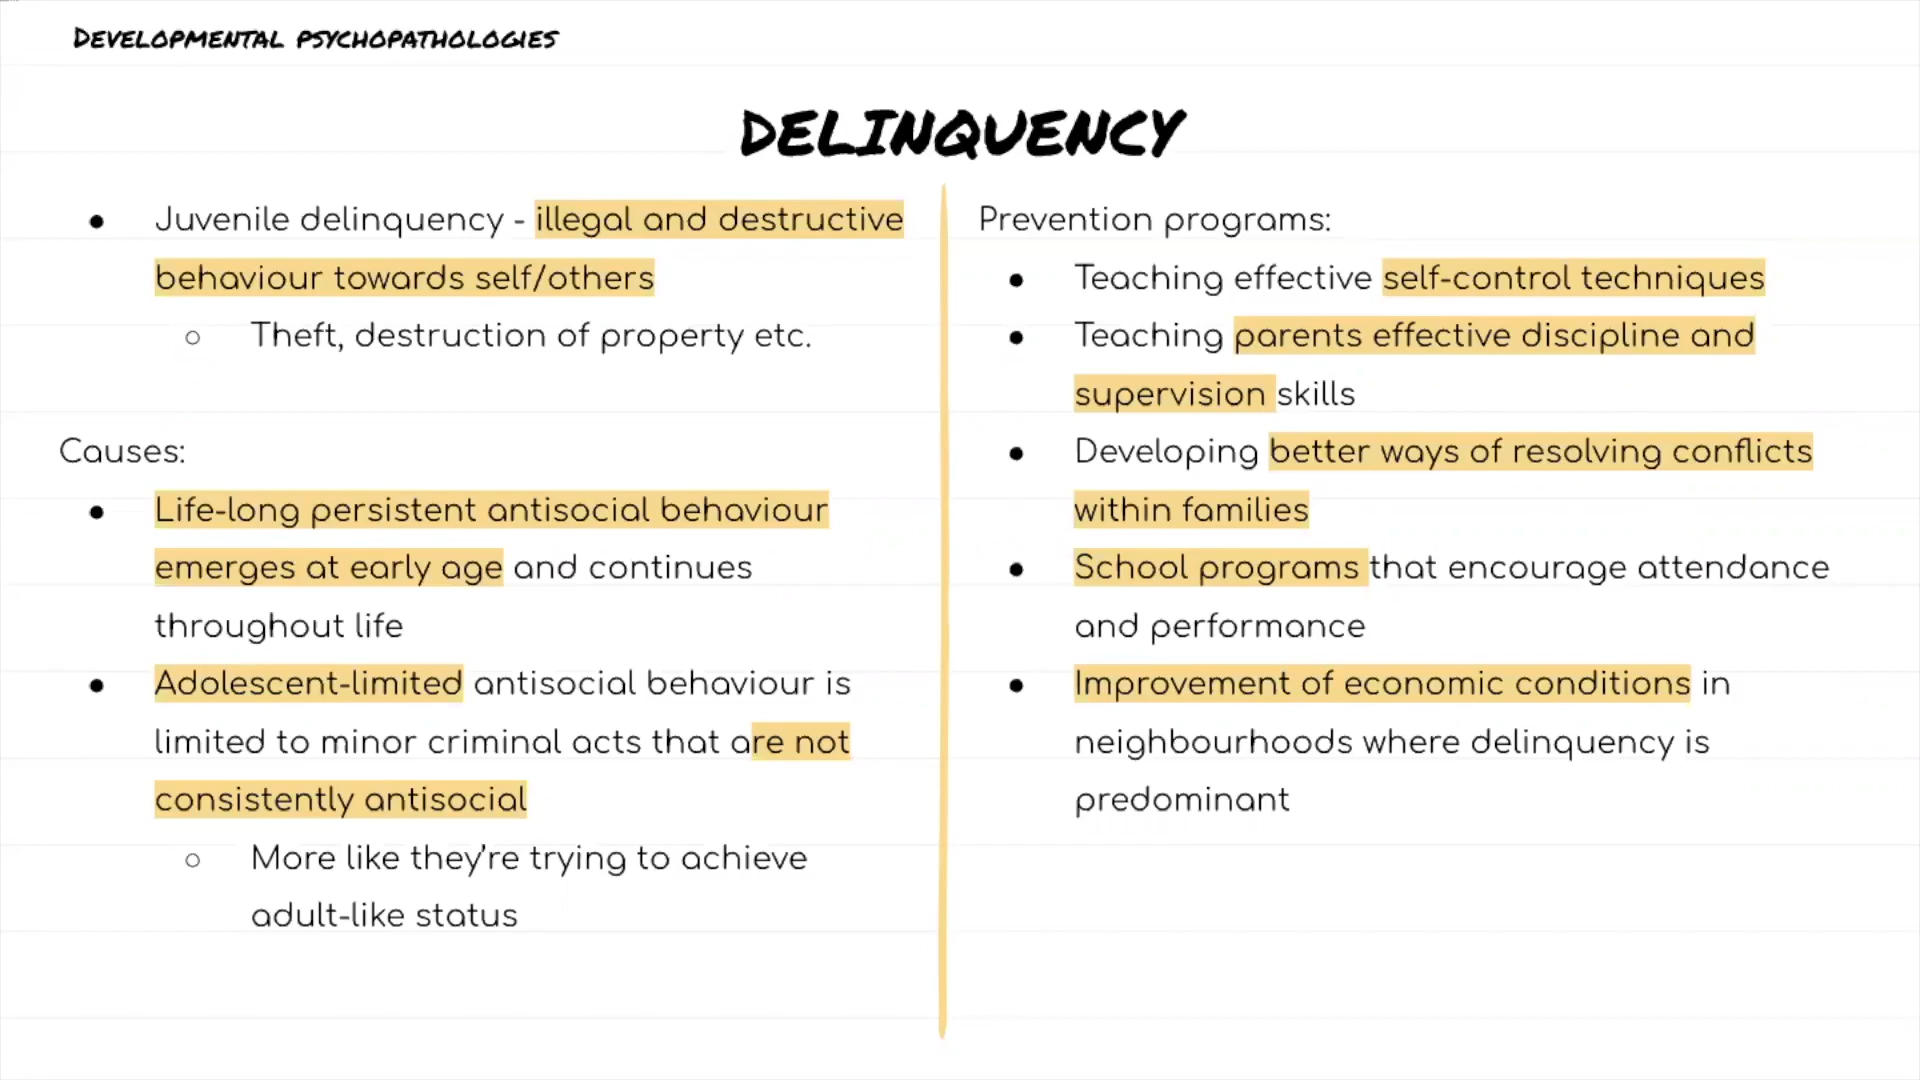 DEVELOPMENTAL PSYCHOPATHOLOGIES
DELINQUENCY
● Juvenile delinquency - illegal and destructive
behaviour towards self/others
○ Theft, destruction of property etc.
Causes:
● Life-long persistent antisocial behaviour
emerges at early age and continues
throughout life
● Adolescent-limited antisocial behaviour is
limited to minor criminal acts that are not
consistently antisocial
○ More like they're trying to achieve
adult-like status
Prevention programs:
● Teaching effective self-control techniques
● Teaching parents effective discipline and
supervision skills
● Developing better ways of resolving conflicts
within families
● School programs that encourage attendance
and performance
● Improvement of economic conditions in
neighbourhoods where delinquency is
predominant